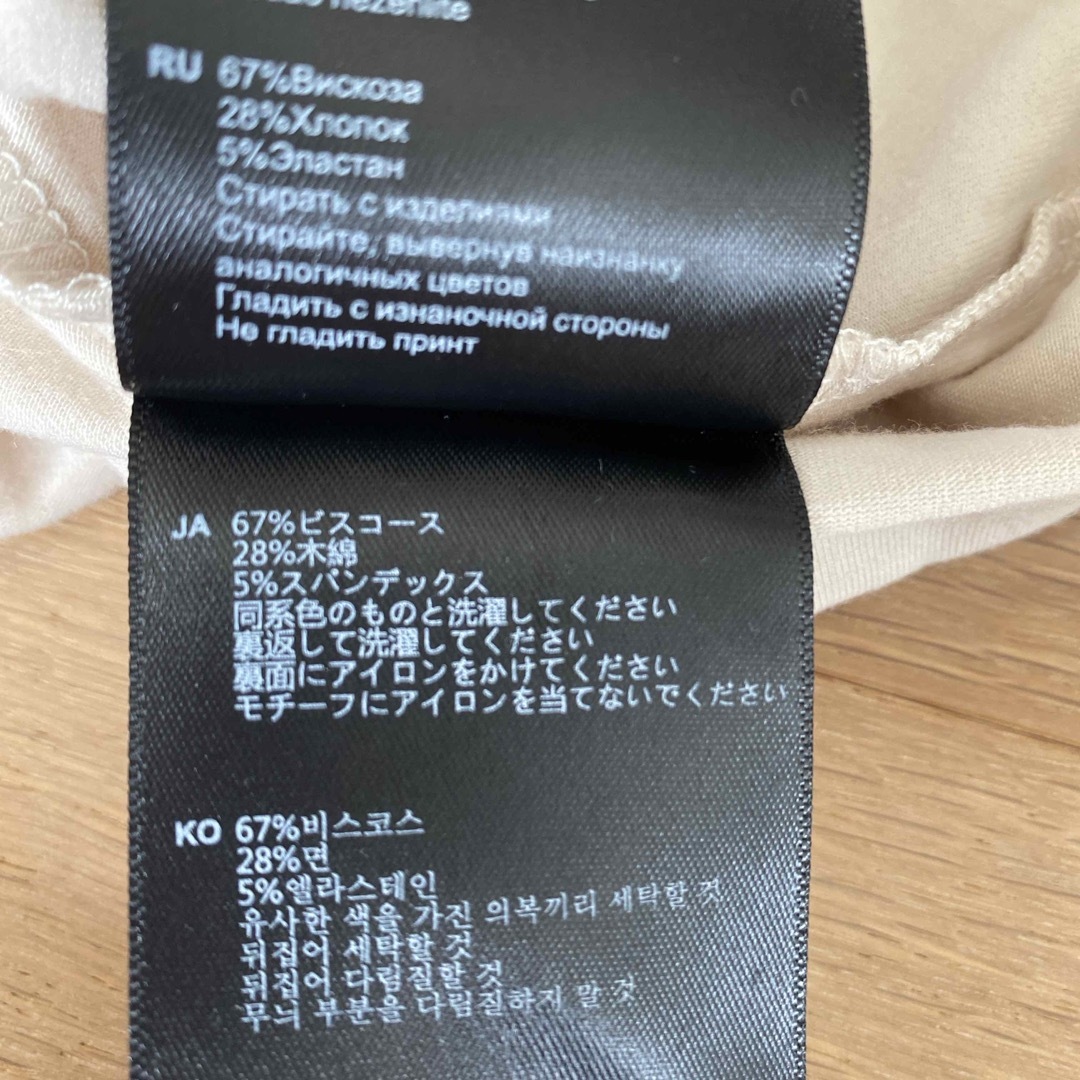 nezehlite
RU 67%Вискоза
28%Хлопок
5%Эластан
Стирать с изделиями
Стирайте, вывернув наизнанку
аналогичных цветов
Гладить с изнаночной стороны
Не гладить принт
JA 67%ビスコース
28%木綿
5%スパンデックス
同系色のものと洗濯してください
裏返して洗濯してください
裏面にアイロンをかけてください
モチーフにアイロンを当てないでください
KO 67%비스코스
28%면
5%엘라스테인
유사한 색을 가진 의복끼리 세탁할 것
뒤집어 세탁할 것
뒤집어 다림질할 것
무늬 부분을 다림질하지 말 것